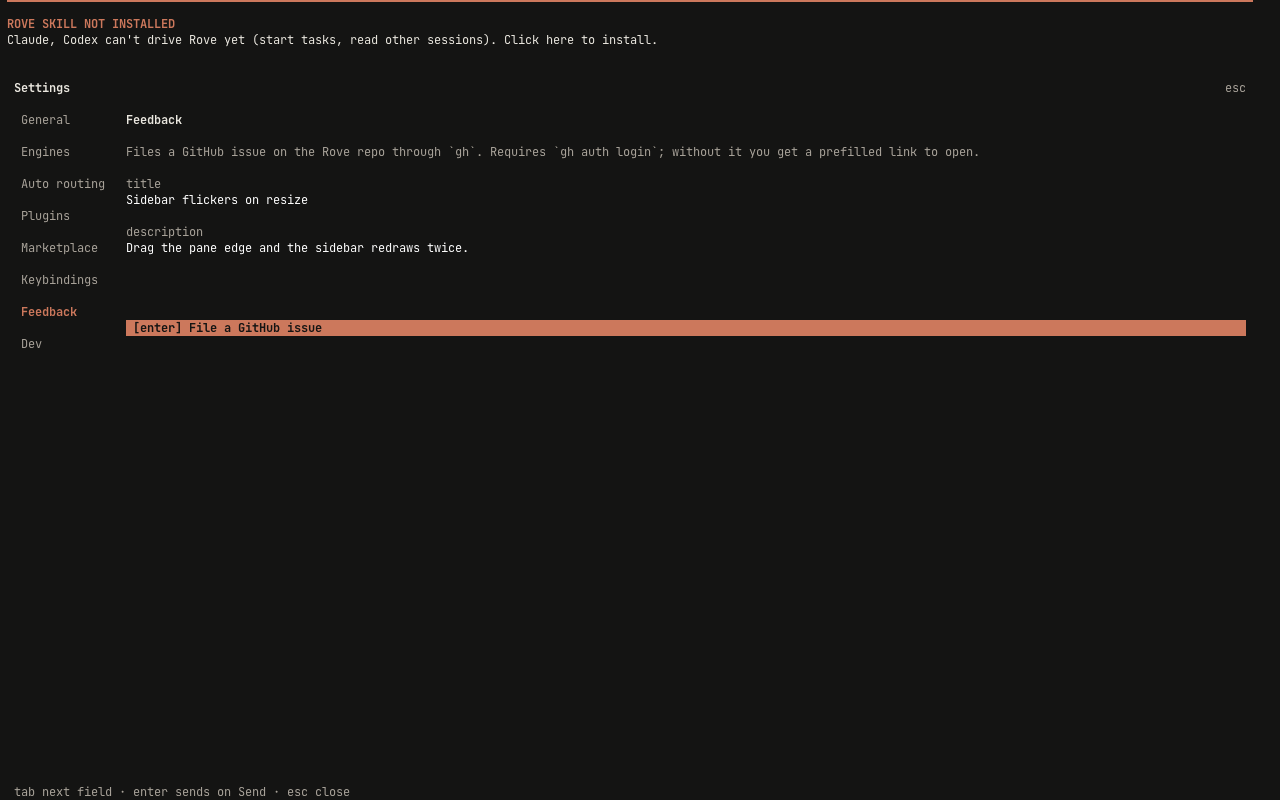 ROVE SKILL NOT INSTALLED
Claude, Codex can't drive Rove yet (start tasks, read other sessions). Click here to install.
Settings
esc
General
Feedback
Engines
Files a GitHub issue on the Rove repo through `gh`. Requires `gh auth login`; without it you get a prefilled link to open.
Auto routing
title
Sidebar flickers on resize
Plugins
description
Marketplace
Drag the pane edge and the sidebar redraws twice.
Keybindings
Feedback
[enter] File a GitHub issue
Dev
tab next field · enter sends on Send · esc close